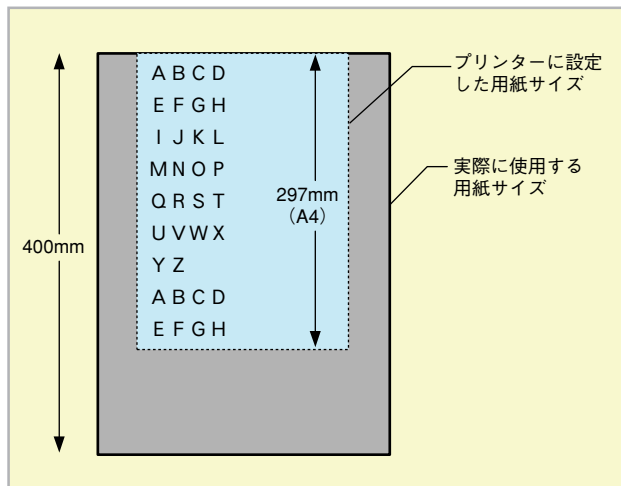 A B C D
E F G H
I J K L
M N O P
Q R S T
U V W X
Y Z
A B C D
E F G H
297mm
（A4）
400mm
プリンターに設定
した用紙サイズ
実際に使用する
用紙サイズ